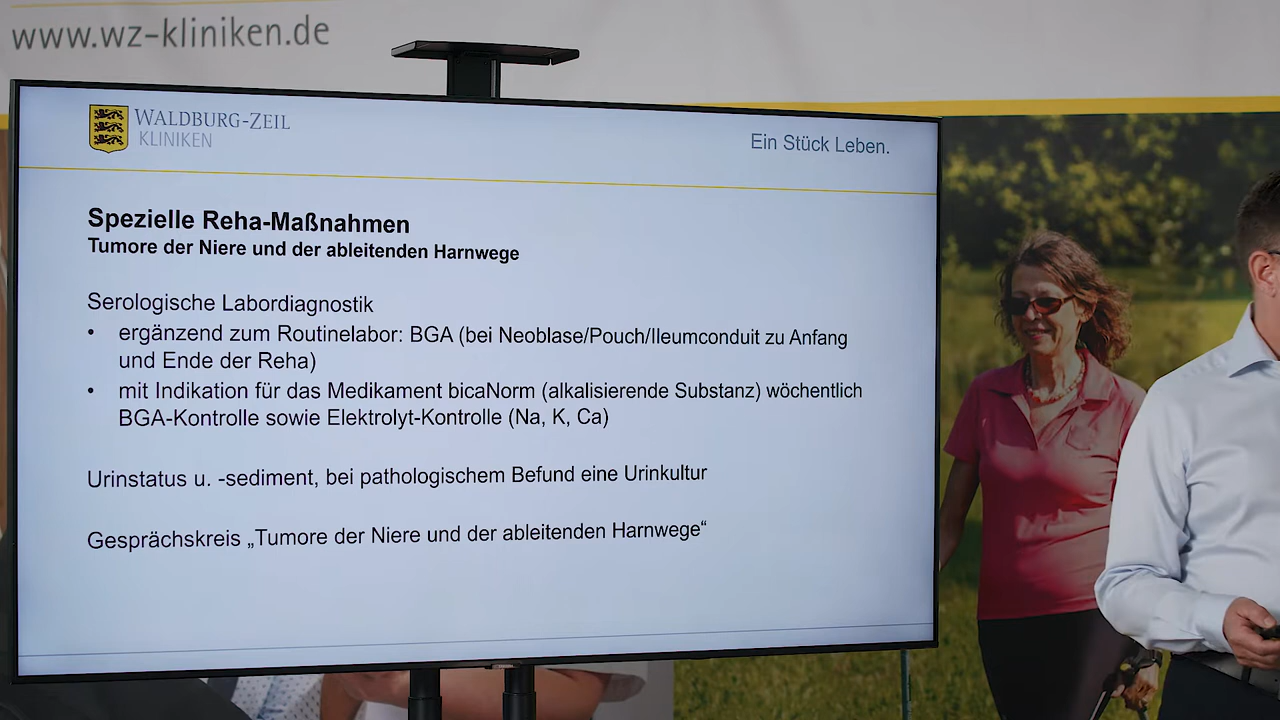 www.wz-kliniken.de
WALDBURG-ZEIL
KLINIKEN
Ein Stück Leben.
Spezielle Reha-Maßnahmen
Tumore der Niere und der ableitenden Harnwege
Serologische Labordiagnostik
• ergänzend zum Routinelabor: BGA (bei Neoblase/Pouch/Ileumconduit zu Anfang
und Ende der Reha)
• mit Indikation für das Medikament bicaNorm (alkalisierende Substanz) wöchentlich
BGA-Kontrolle sowie Elektrolyt-Kontrolle (Na, K, Ca)
Urinstatus u. -sediment, bei pathologischem Befund eine Urinkultur
Gesprächskreis „Tumore der Niere und der ableitenden Harnwege“